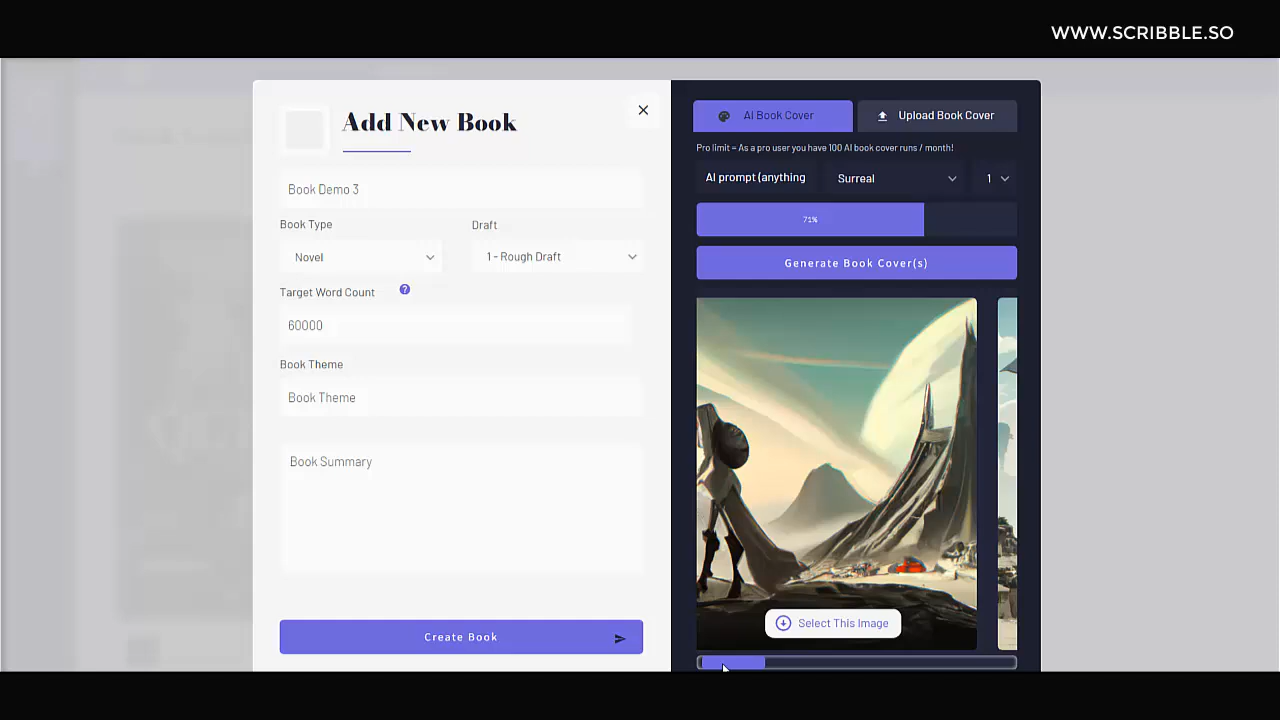 WWW.SCRIBBLE.SO
Add New Book
Book Demo 3
Book Type
Draft
Novel
1 - Rough Draft
Target Word Count
?
60000
Book Theme
Book Theme
Book Summary
Create Book
AI Book Cover
Upload Book Cover
Pro limit = As a pro user you have 100 AI book cover runs / month!
AI prompt (anything
Surreal
1
71%
Generate Book Cover(s)
Select This Image